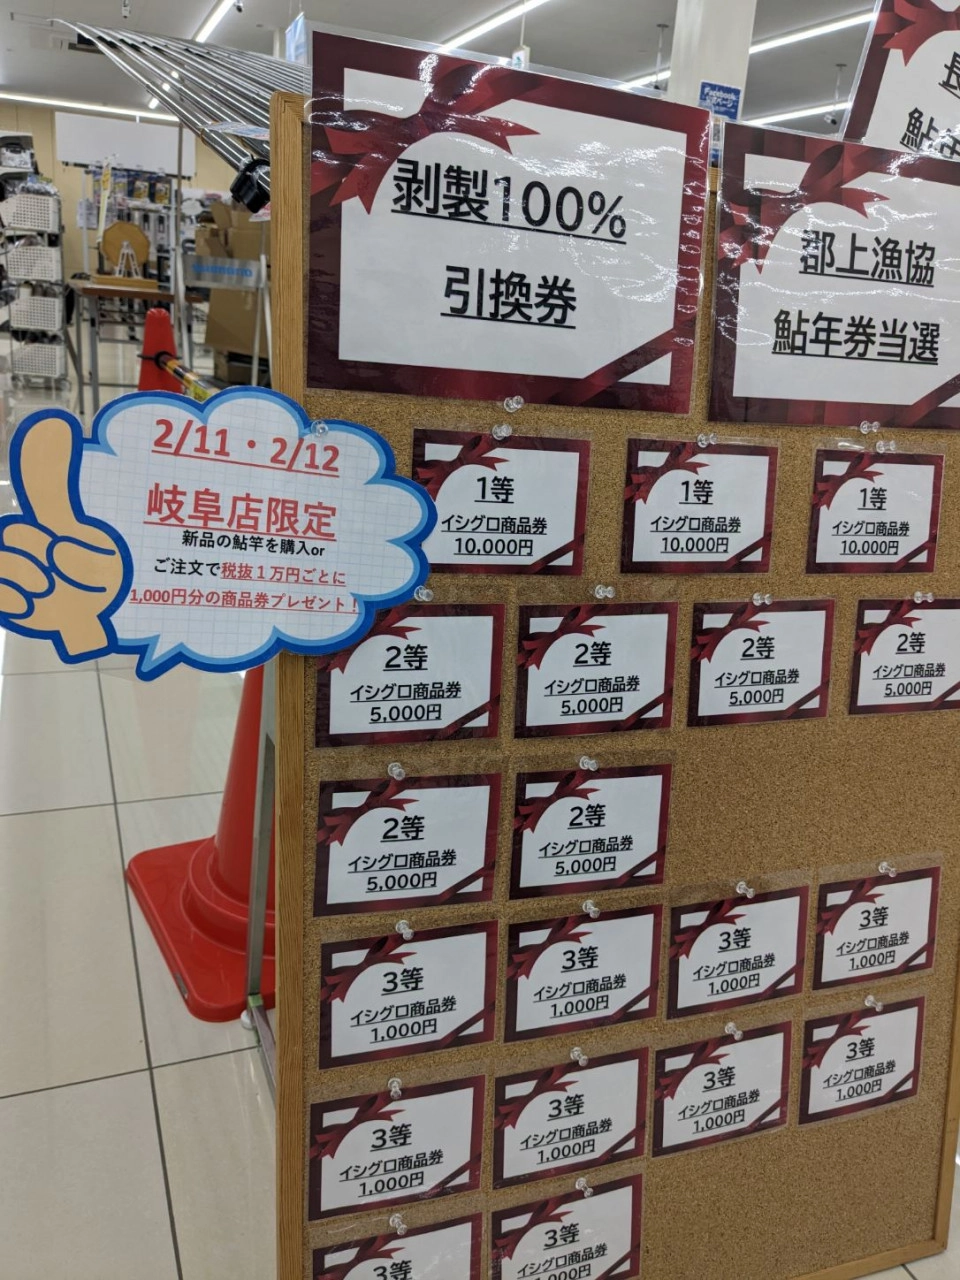 剥製100%
引換券
郡上漁協
鮎年券当選
長
鮎年
Facebook
shimano
2/11・2/12
岐阜店限定
新品の鮎竿を購入or
ご注文で税抜1万円ごとに
1,000円分の商品券プレゼント!
1等
イシグロ商品券
10,000円
1等
イシグロ商品券
10,000円
1等
イシグロ商品券
10,000円
2等
イシグロ商品券
5,000円
2等
イシグロ商品券
5,000円
2等
イシグロ商品券
5,000円
2等
イシグロ商品券
5,000円
2等
イシグロ商品券
5,000円
2等
イシグロ商品券
5,000円
3等
イシグロ商品券
1,000円
3等
イシグロ商品券
1,000円
3等
イシグロ商品券
1,000円
3等
イシグロ商品券
1,000円
3等
イシグロ商品券
1,000円
3等
イシグロ商品券
1,000円
3等
イシグロ商品券
1,000円
3等
イシグロ商品券
1,000円
3等
3等
イシグロ商品券
1,000円